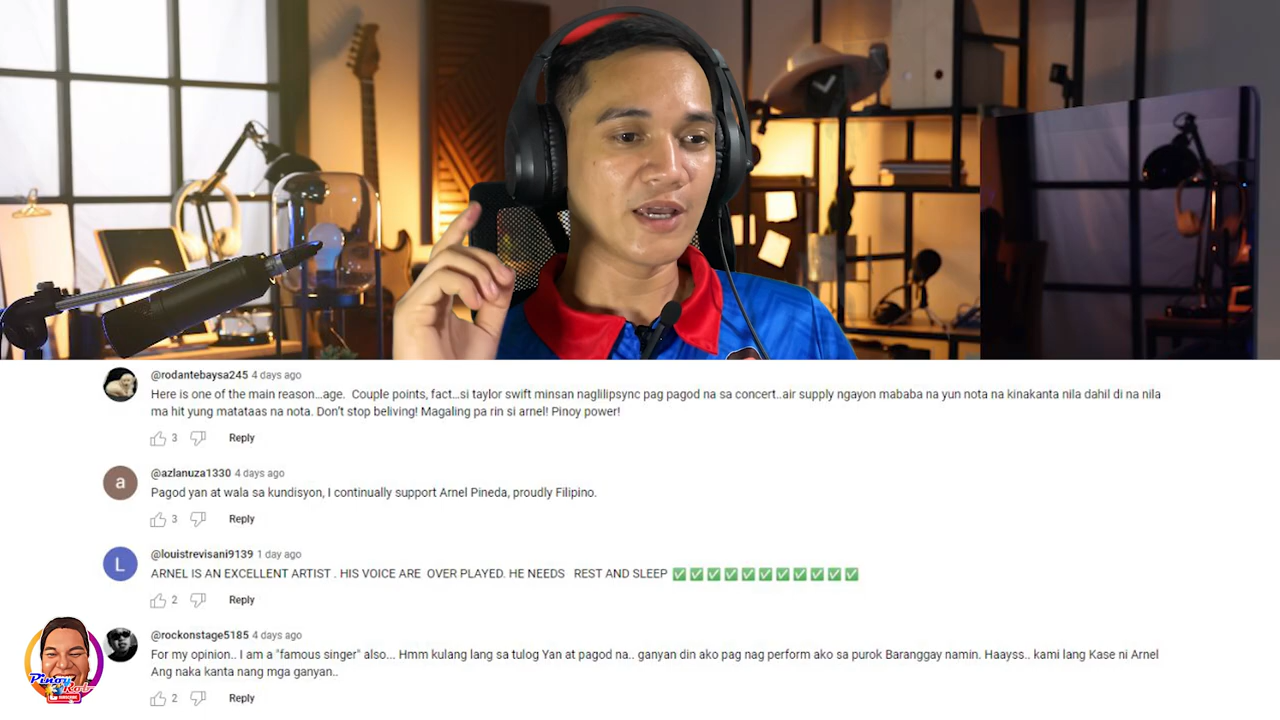 @rodantebaysa245 4 days ago
Here is one of the main reason...age. Couple points, fact...si taylor swift minsan naglilipsync pag pagod na sa concert..air supply ngayon mababa na yun nota na kinakanta nila dahil di na nila
ma hit yung matataas na nota. Don't stop beliving! Magaling pa rin si arnel! Pinoy power!
3 Reply
a
@azlanuza1330 4 days ago
Pagod yan at wala sa kundisyon, I continually support Arnel Pineda, proudly Filipino.
3 Reply
L
@louistrevisani9139 1 day ago
ARNEL IS AN EXCELLENT ARTIST . HIS VOICE ARE OVER PLAYED. HE NEEDS REST AND SLEEP ✅✅✅✅✅✅✅✅✅✅✅
2 Reply
@rockonstage5185 4 days ago
For my opinion.. I am a "famous singer" also... Hmm kulang lang sa tulog Yan at pagod na.. ganyan din ako pag nag perform ako sa purok Baranggay namin. Haayss.. kami lang Kase ni Arnel
Ang naka kanta nang mga ganyan..
2 Reply
Pinoy
Rob
SUBSCRIBE